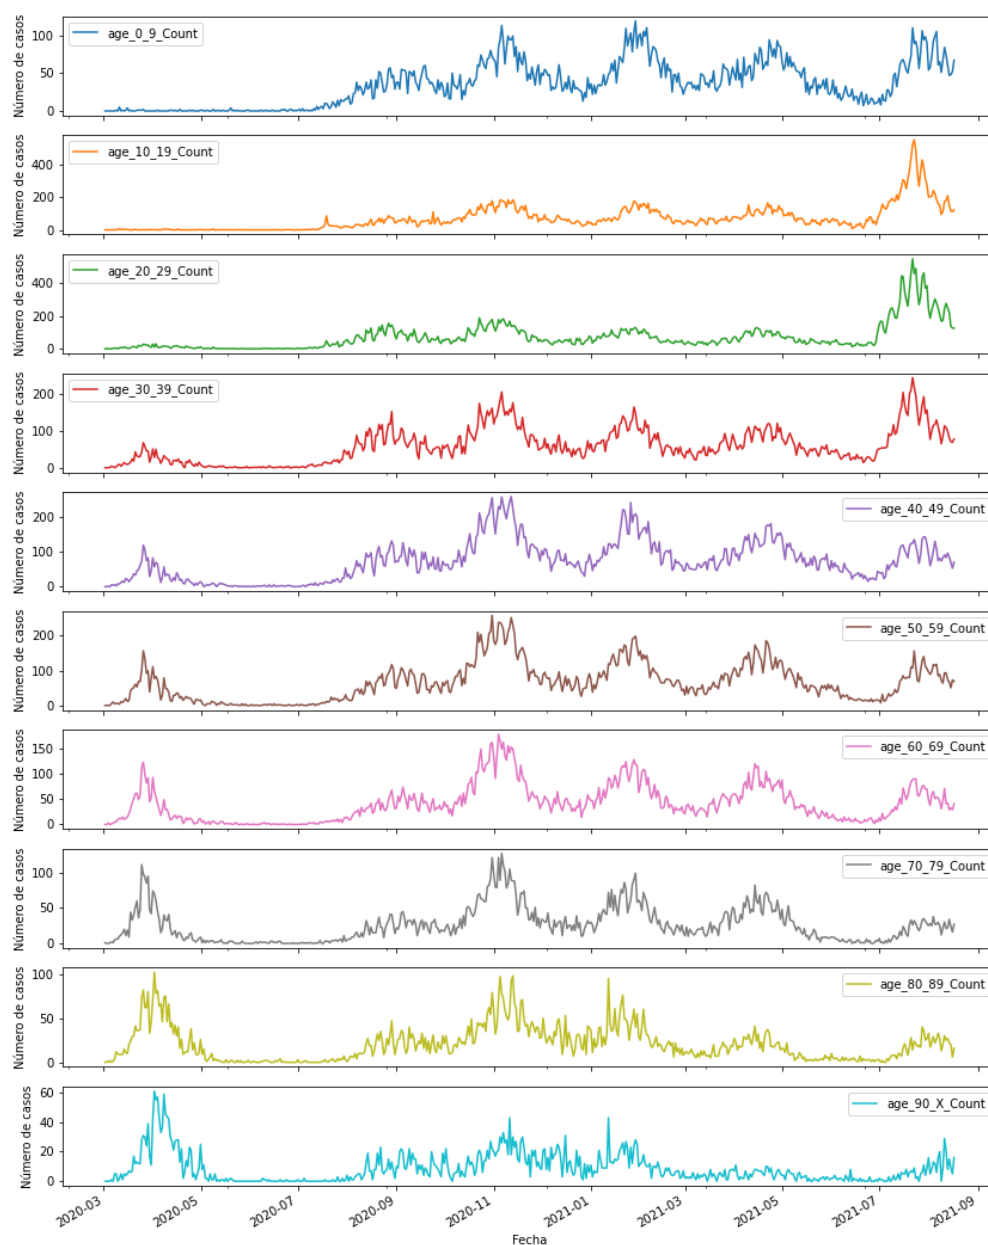 Número de casos
100
50
0
age_0_9_Count
Número de casos
400
200
0
age_10_19_Count
Número de casos
400
200
0
age_20_29_Count
Número de casos
200
100
0
age_30_39_Count
Número de casos
200
100
0
age_40_49_Count
Número de casos
200
100
0
age_50_59_Count
Número de casos
150
100
50
0
age_60_69_Count
Número de casos
100
50
0
age_70_79_Count
Número de casos
100
50
0
age_80_89_Count
Número de casos
60
40
20
0
age_90_X_Count
2020-03 2020-05 2020-07 2020-09 2020-11 2021-01 2021-03 2021-05 2021-07 2021-09
Fecha